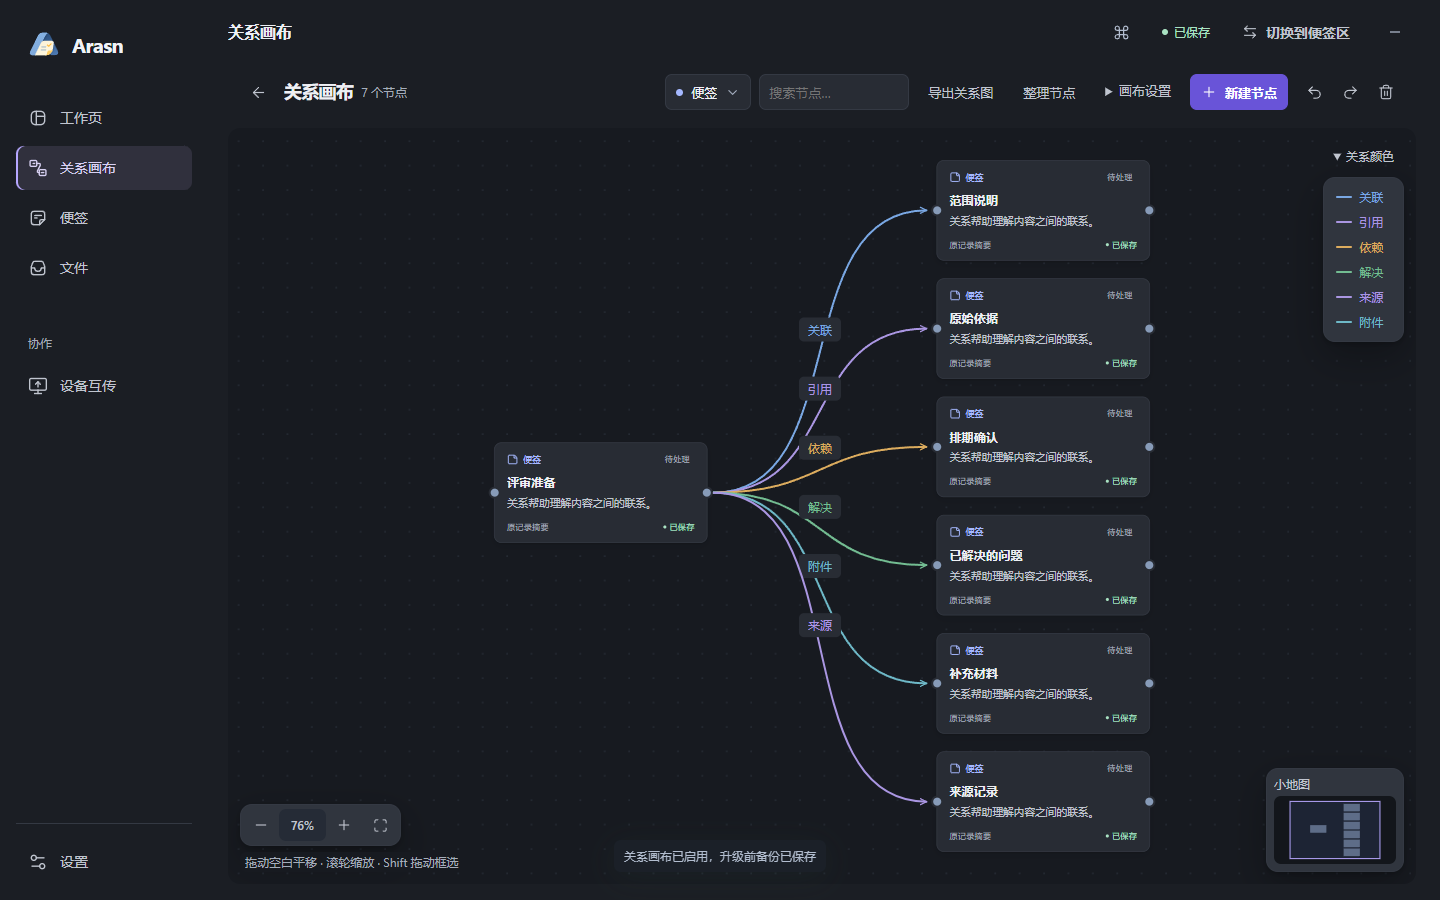 Arasn
工作页
关系画布
便签
文件
协作
设备互传
设置
关系画布
已保存
切换到便签区
关系画布 7 个节点
便签
搜索节点...
导出关系图
整理节点
画布设置
新建节点
关系颜色
关联
引用
依赖
解决
来源
附件
便签 待处理
评审准备
关系帮助理解内容之间的联系。
原记录摘要 已保存
关联
引用
依赖
解决
附件
来源
便签 待处理
范围说明
关系帮助理解内容之间的联系。
原记录摘要 已保存
便签 待处理
原始依据
关系帮助理解内容之间的联系。
原记录摘要 已保存
便签 待处理
排期确认
关系帮助理解内容之间的联系。
原记录摘要 已保存
便签 待处理
已解决的问题
关系帮助理解内容之间的联系。
原记录摘要 已保存
便签 待处理
补充材料
关系帮助理解内容之间的联系。
原记录摘要 已保存
便签 待处理
来源记录
关系帮助理解内容之间的联系。
原记录摘要 已保存
76%
拖动空白平移 · 滚轮缩放 · Shift 拖动框选
关系画布已启用，升级前备份已保存
小地图